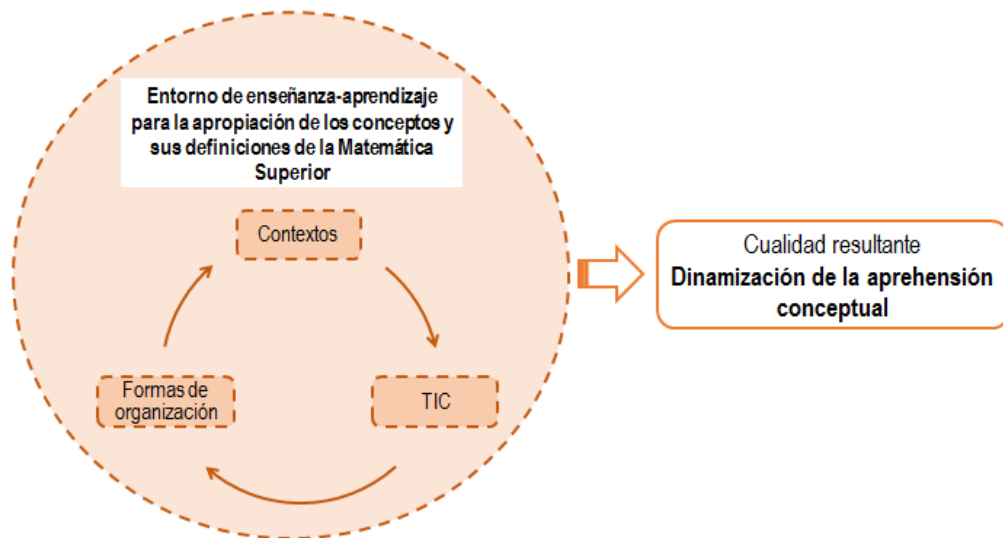 Entorno de enseñanza-aprendizaje
para la apropiación de los conceptos y
sus definiciones de la Matemática
Superior
Contextos
Formas de
organización
TIC
Cualidad resultante
Dinamización de la aprehensión
conceptual